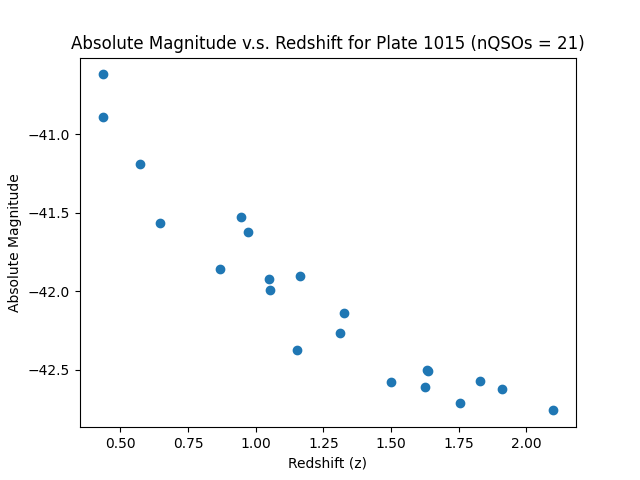 Absolute Magnitude v.s. Redshift for Plate 1015 (nQSOs = 21)
Absolute Magnitude
−41.0
−41.5
−42.0
−42.5
0.50 0.75 1.00 1.25 1.50 1.75 2.00
Redshift (z)